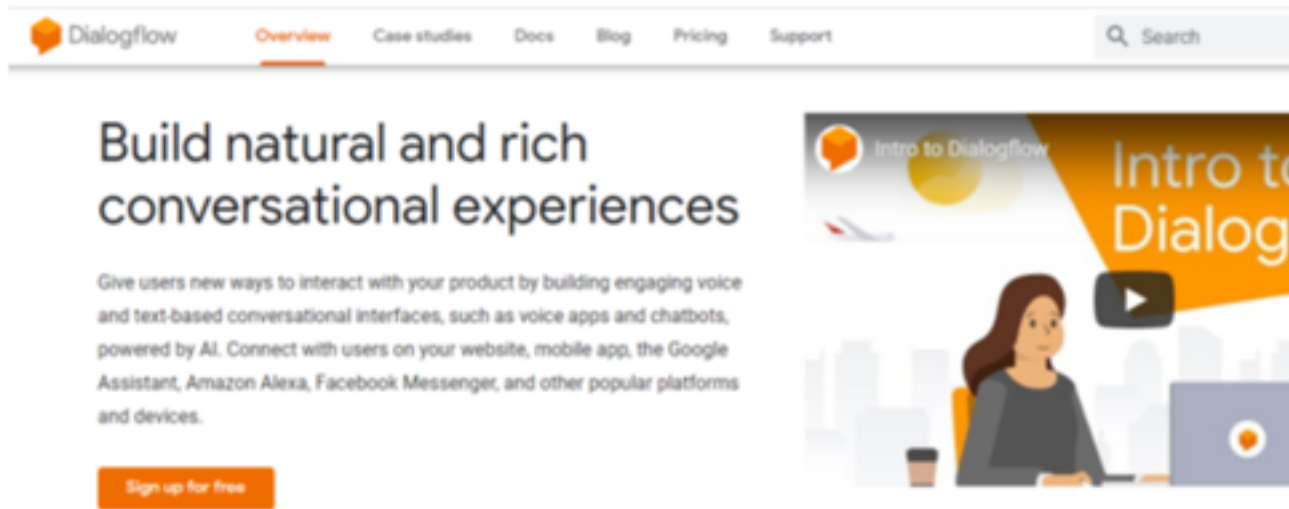 Dialogflow
Overview
Case studies
Docs
Blog
Pricing
Support
Search
Build natural and rich
conversational experiences
Give users new ways to interact with your product by building engaging voice
and text-based conversational interfaces, such as voice apps and chatbots,
powered by AI. Connect with users on your website, mobile app, the Google
Assistant, Amazon Alexa, Facebook Messenger, and other popular platforms
and devices.
Sign up for free
Intro to Dialogflow
Intro to
Dialog